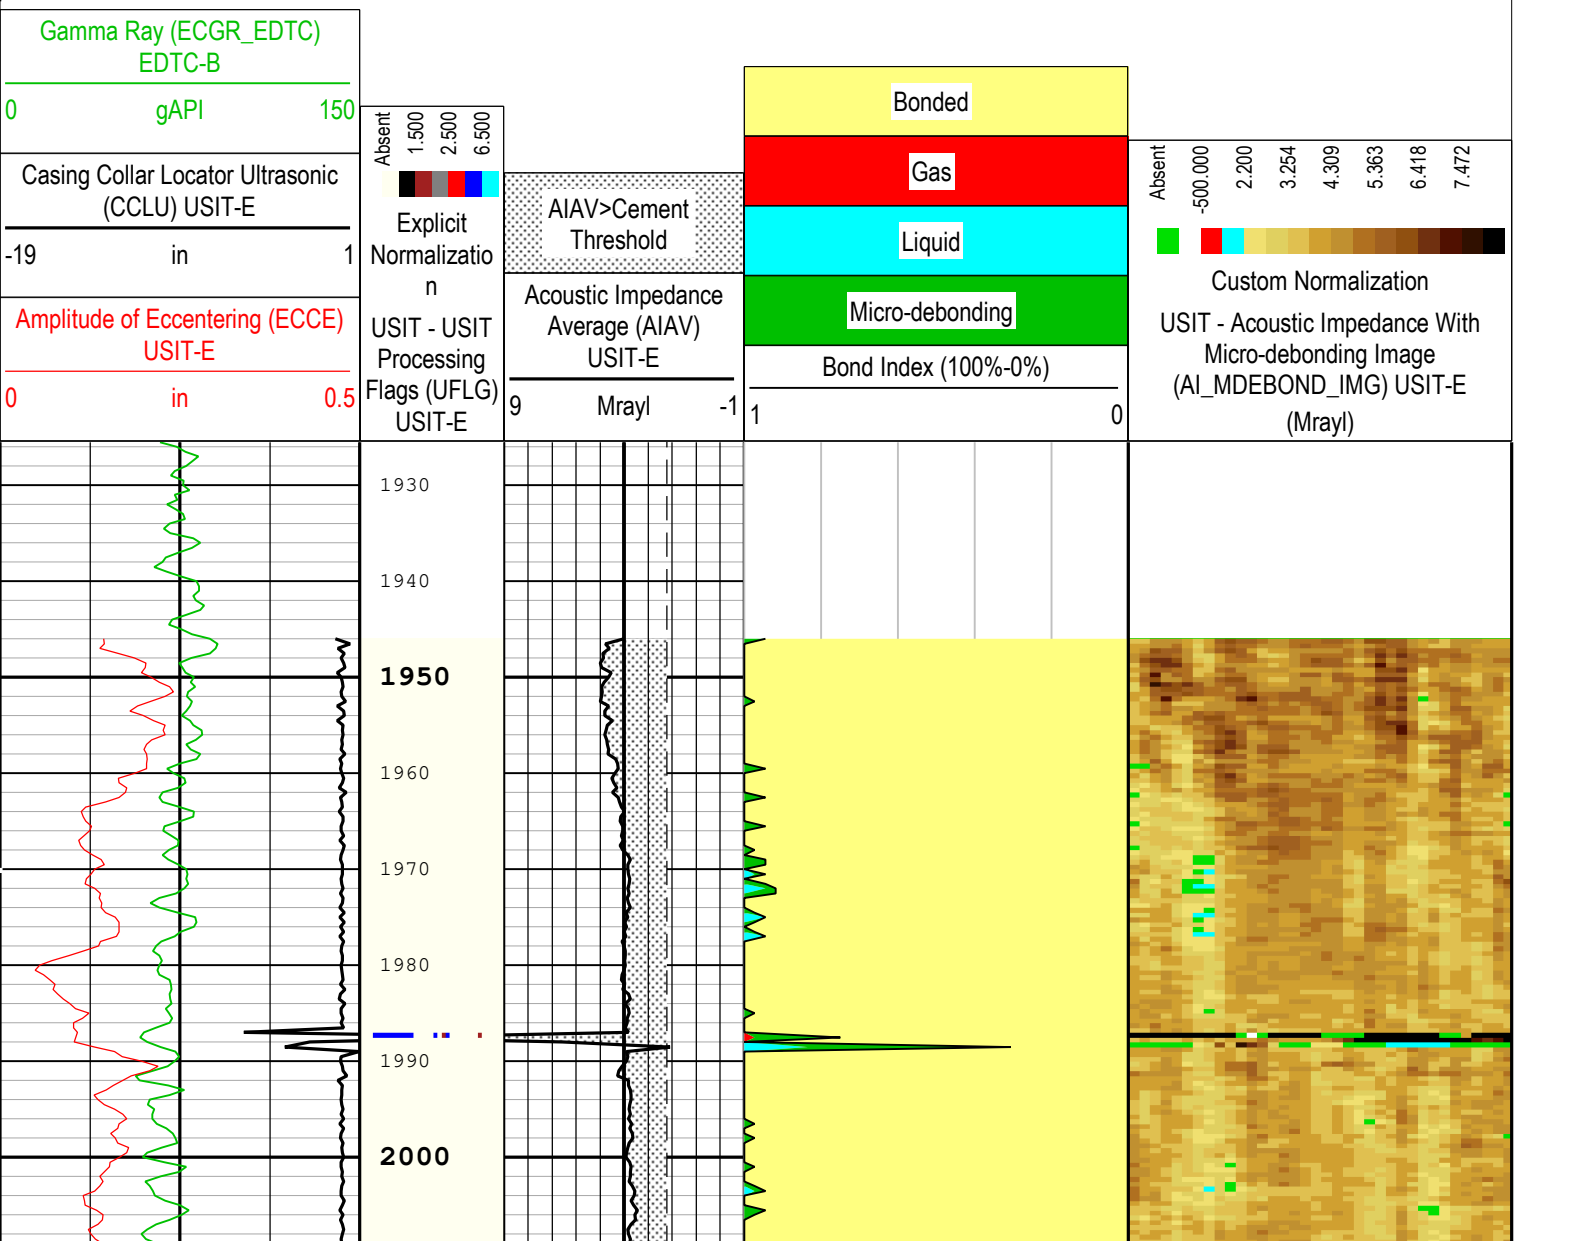 Gamma Ray (ECGR_EDTC)
EDTC-B
0 gAPI 150
Casing Collar Locator Ultrasonic
(CCLU) USIT-E
-19 in 1
Amplitude of Eccentering (ECCE)
USIT-E
0 in 0.5
Absent
1.500
2.500
6.500
Explicit
Normalizatio
n
USIT - USIT
Processing
Flags (UFLG)
USIT-E
AIAV>Cement
Threshold
Acoustic Impedance
Average (AIAV)
USIT-E
9 Mrayl -1
Bonded
Gas
Liquid
Micro-debonding
Bond Index (100%-0%)
1 0
Absent
-500.000
2.200
3.254
4.309
5.363
6.418
7.472
Custom Normalization
USIT - Acoustic Impedance With
Micro-debonding Image
(AI_MDEBOND_IMG) USIT-E
(Mrayl)
1930
1940
1950
1960
1970
1980
1990
2000